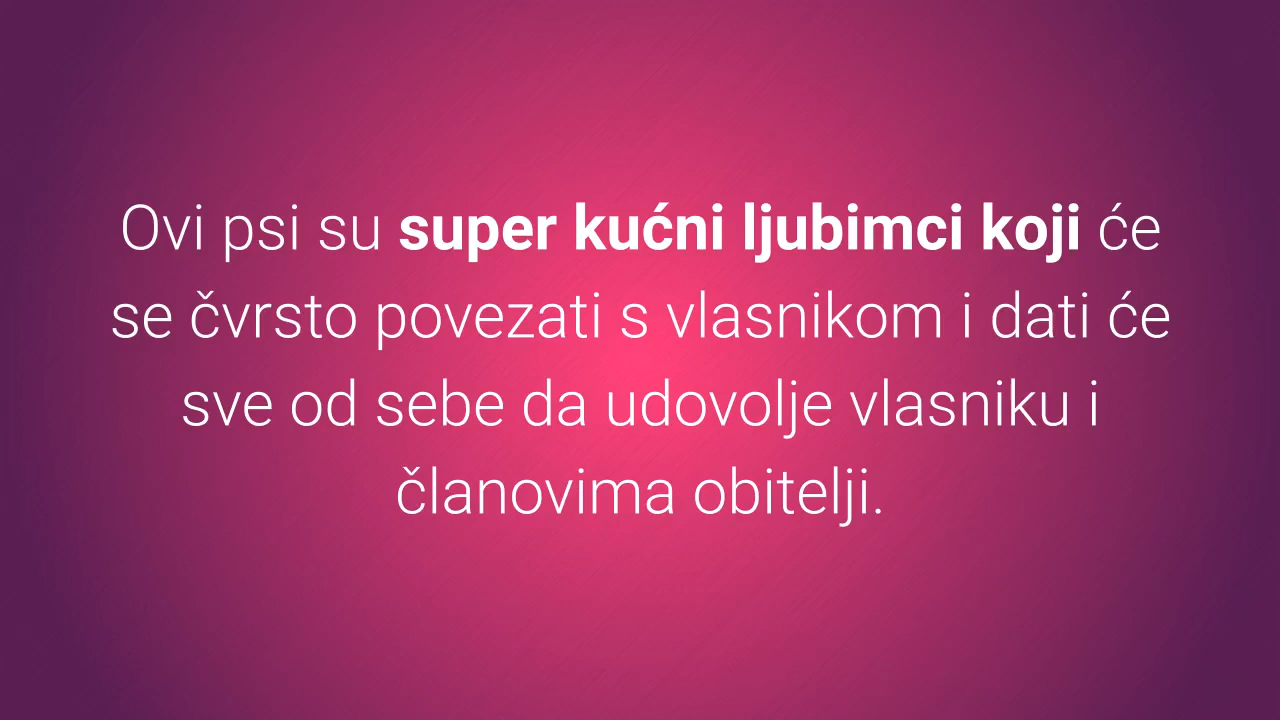 Ovi psi su super kućni ljubimci koji će
se čvrsto povezati s vlasnikom i dati će
sve od sebe da udovolje vlasniku i
članovima obitelji.